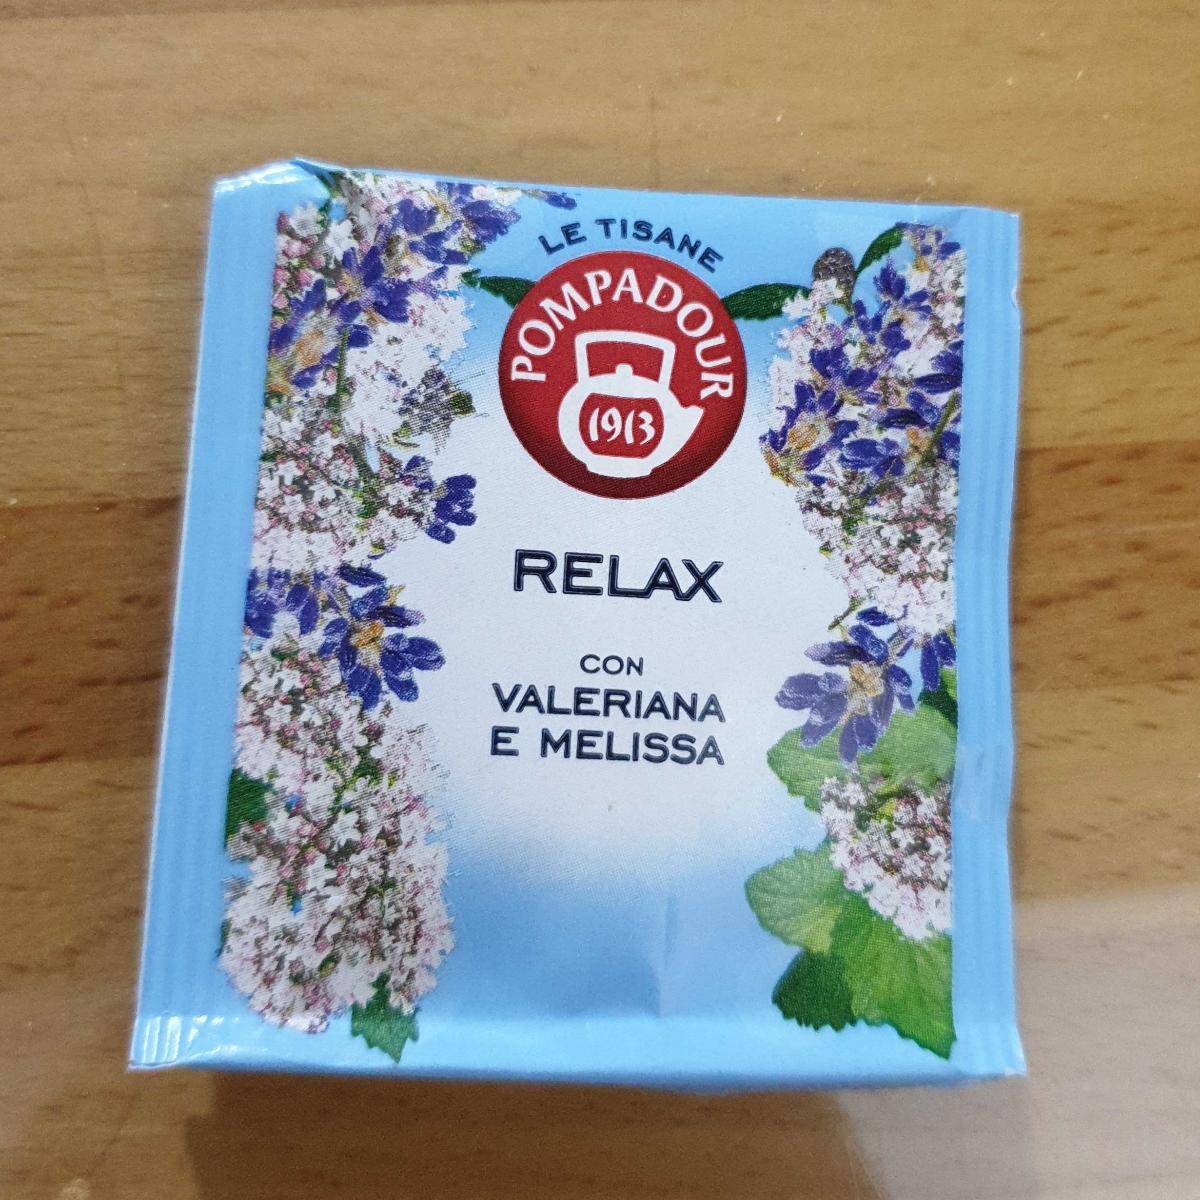 LE TISANE
POMPADOUR
1913
RELAX
CON
VALERIANA
E MELISSA